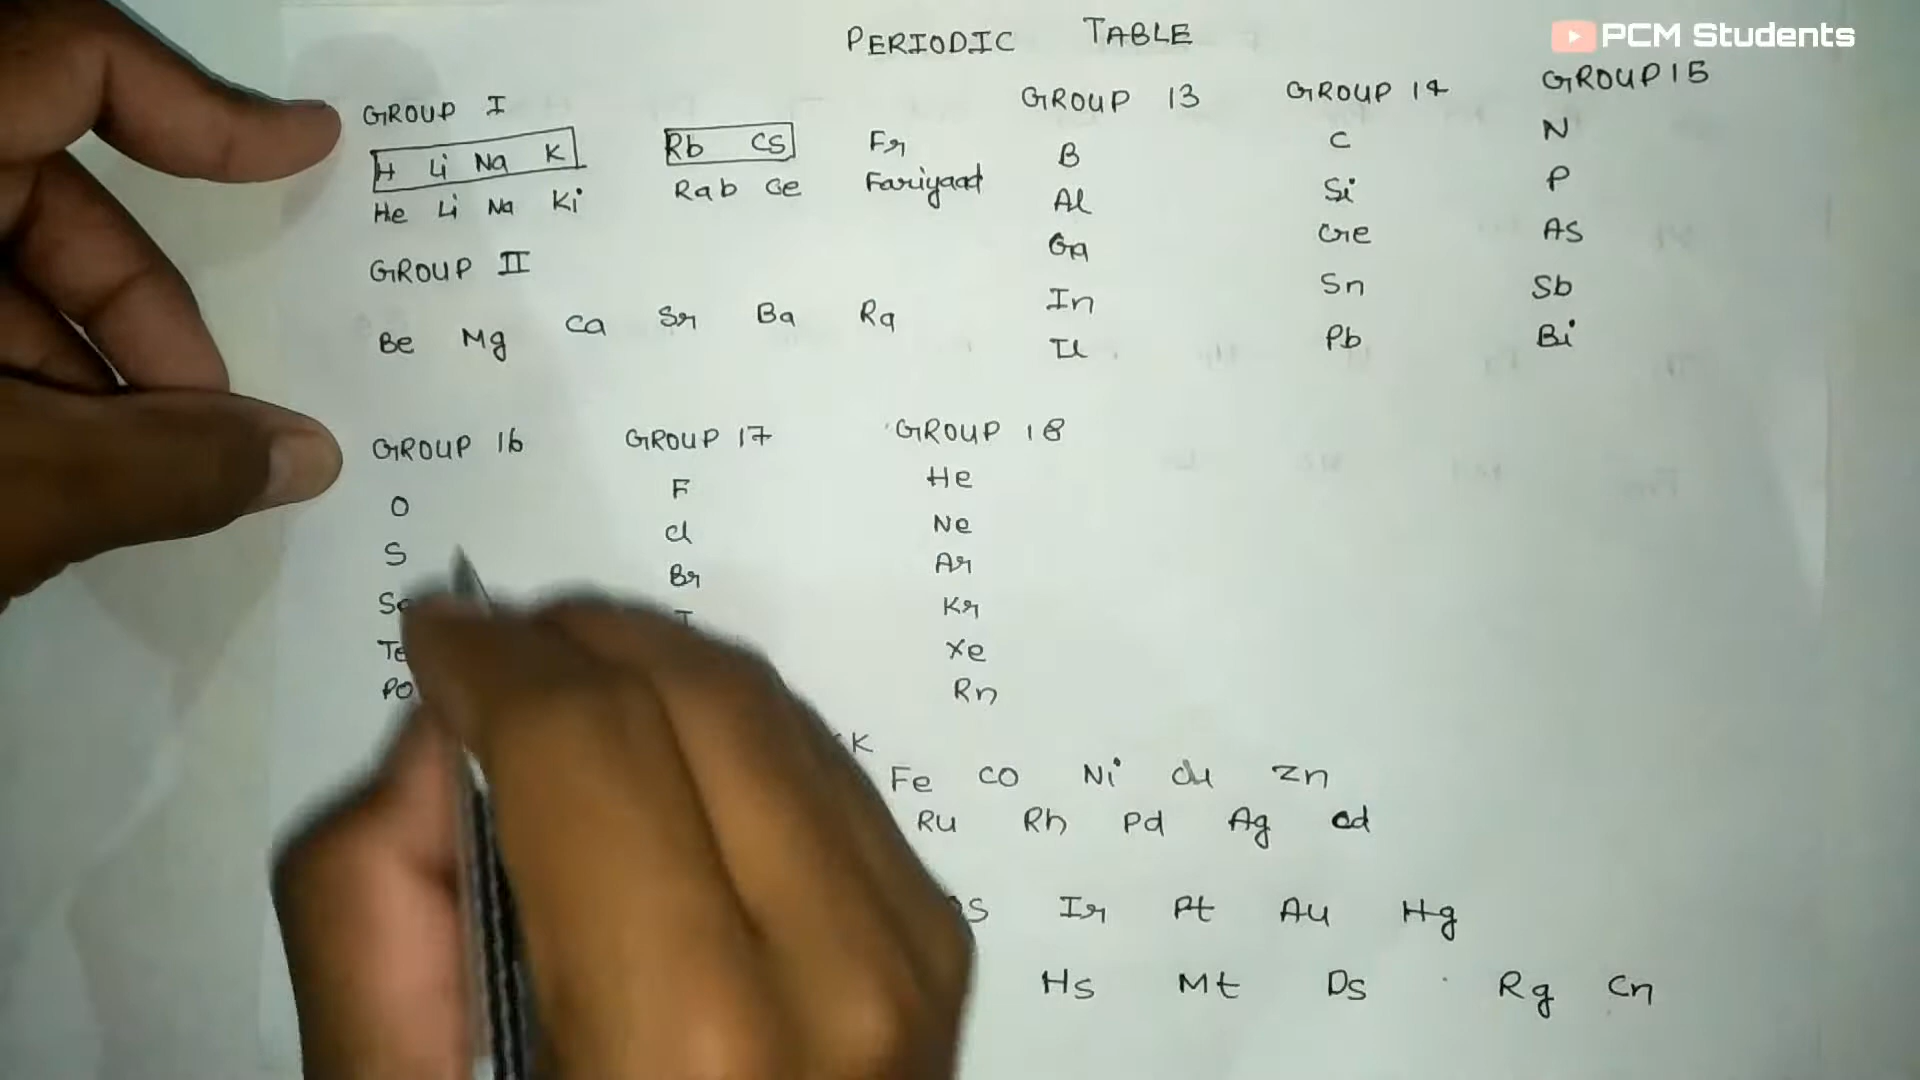 PERIODIC TABLE
PCM Students
GROUP I
H Li Na K Rb Cs Fr
He Li Na Ki Rab Ce Fariyaad
GROUP II
Be Mg Ca Sr Ba Ra
GROUP 13
B
Al
Ga
In
Tl
GROUP 14
C
Si
Ge
Sn
Pb
GROUP 15
N
P
As
Sb
Bi
GROUP 16
O
S
Se
Te
Po
GROUP 17
F
Cl
Br
I
GROUP 18
He
Ne
Ar
Kr
Xe
Rn
Fe Co Ni Cu Zn
Ru Rh Pd Ag Cd
Ir Pt Au Hg
Hs Mt Ds Rg Cn